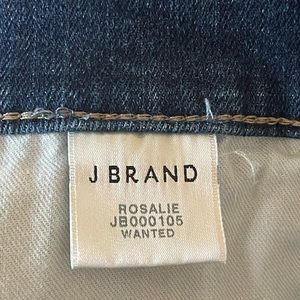 J BRAND
ROSALIE
JB000105
WANTED